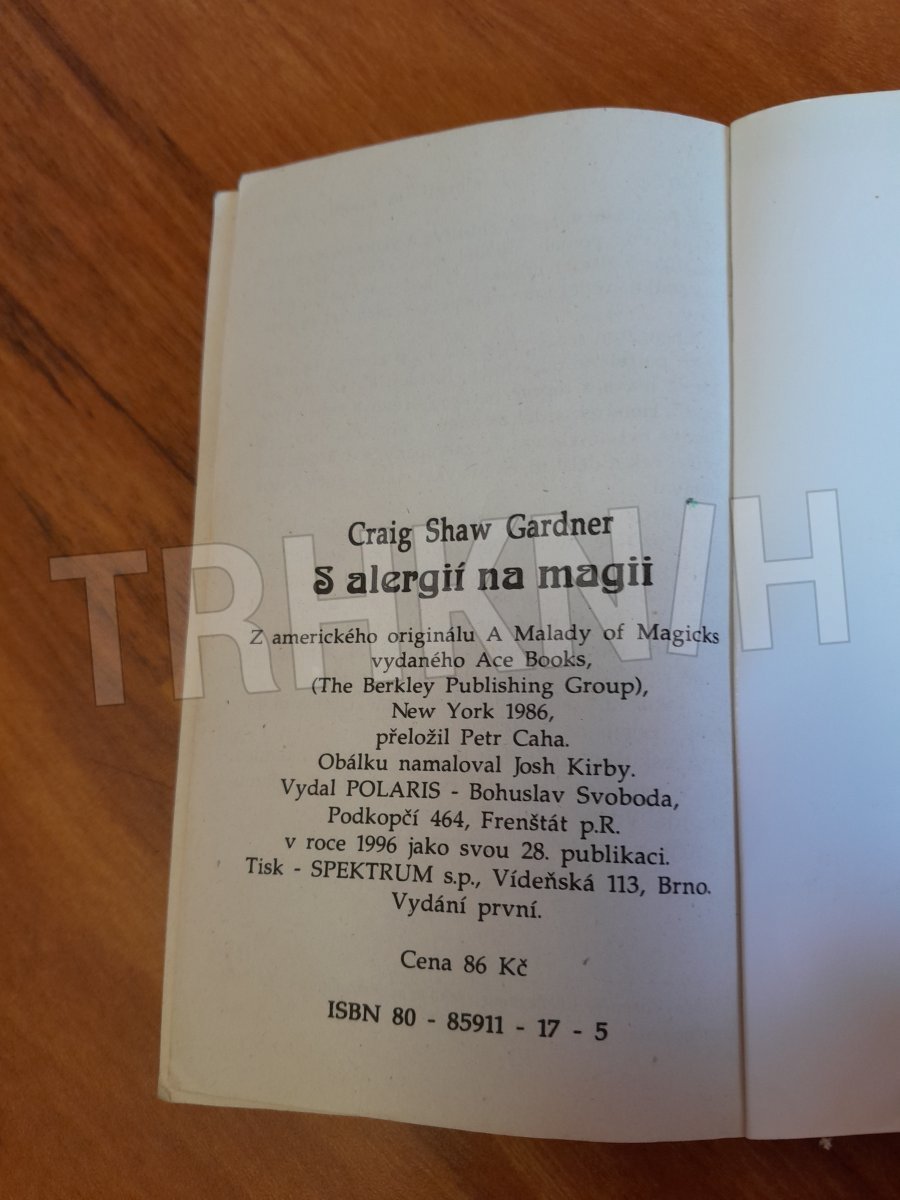 Craig Shaw Gardner
S alergií na magii
Z amerického originálu A Malady of Magicks
vydaného Ace Books,
(The Berkley Publishing Group),
New York 1986,
přeložil Petr Caha.
Obálku namaloval Josh Kirby.
Vydal POLARIS - Bohuslav Svoboda,
Podkopčí 464, Frenštát p.R.
v roce 1996 jako svou 28. publikaci.
Tisk - SPEKTRUM s.p., Vídeňská 113, Brno.
Vydání první.
Cena 86 Kč
ISBN 80 - 85911 - 17 - 5
TRHKNIH